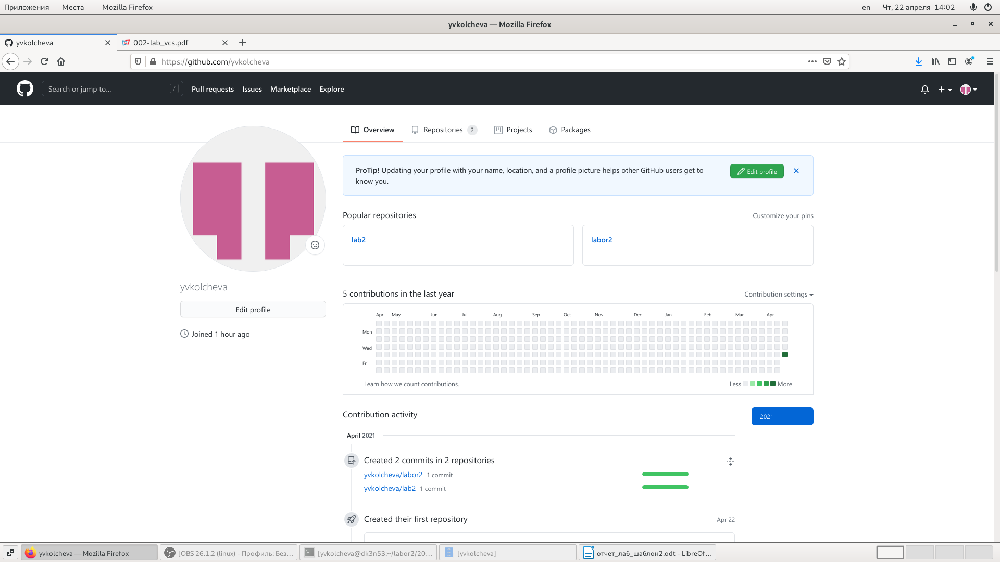 Приложения Места Mozilla Firefox en Чт, 22 апреля 14:02
yvkolcheva — Mozilla Firefox
yvkolcheva 002-lab_vcs.pdf
https://github.com/yvkolcheva
Search or jump to... / Pull requests Issues Marketplace Explore
Overview Repositories 2 Projects Packages
ProTip! Updating your profile with your name, location, and a profile picture helps other GitHub users get to
know you.
Edit profile
Popular repositories Customize your pins
lab2 labor2
yvkolcheva
Edit profile
Joined 1 hour ago
5 contributions in the last year Contribution settings
Apr May Jun Jul Aug Sep Oct Nov Dec Jan Feb Mar Apr
Mon
Wed
Fri
Learn how we count contributions. Less More
Contribution activity 2021
April 2021
Created 2 commits in 2 repositories
yvkolcheva/labor2 1 commit
yvkolcheva/lab2 1 commit
Created their first repository Apr 22
yvkolcheva — Mozilla Firefox [OBS 26.1.2 (linux) - Профиль: Без... [yvkolcheva@dk3n53:~/labor2/20... [yvkolcheva] отчет_лаб_шаблон2.odt - LibreOf...